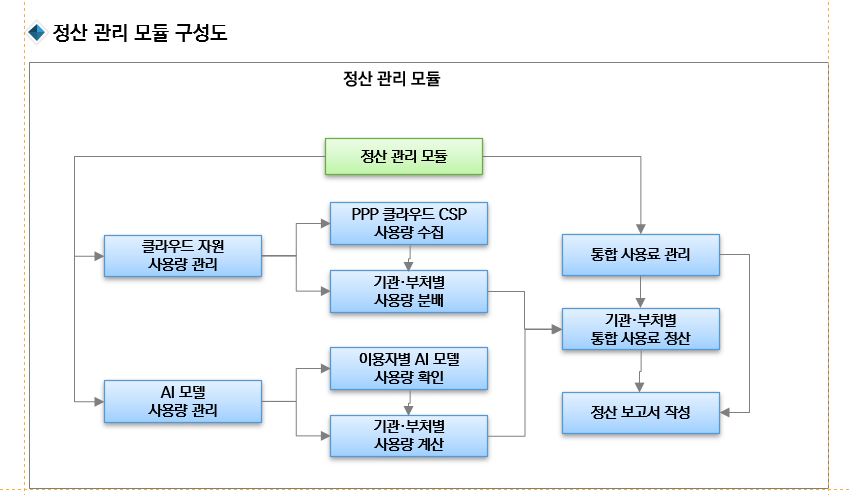 정산 관리 모듈 구성도
정산 관리 모듈
정산 관리 모듈
PPP 클라우드 CSP
사용량 수집
클라우드 자원
사용량 관리
통합 사용료 관리
기관·부처별
사용량 분배
기관·부처별
통합 사용료 정산
이용자별 AI 모델
사용량 확인
AI 모델
사용량 관리
정산 보고서 작성
기관·부처별
사용량 계산